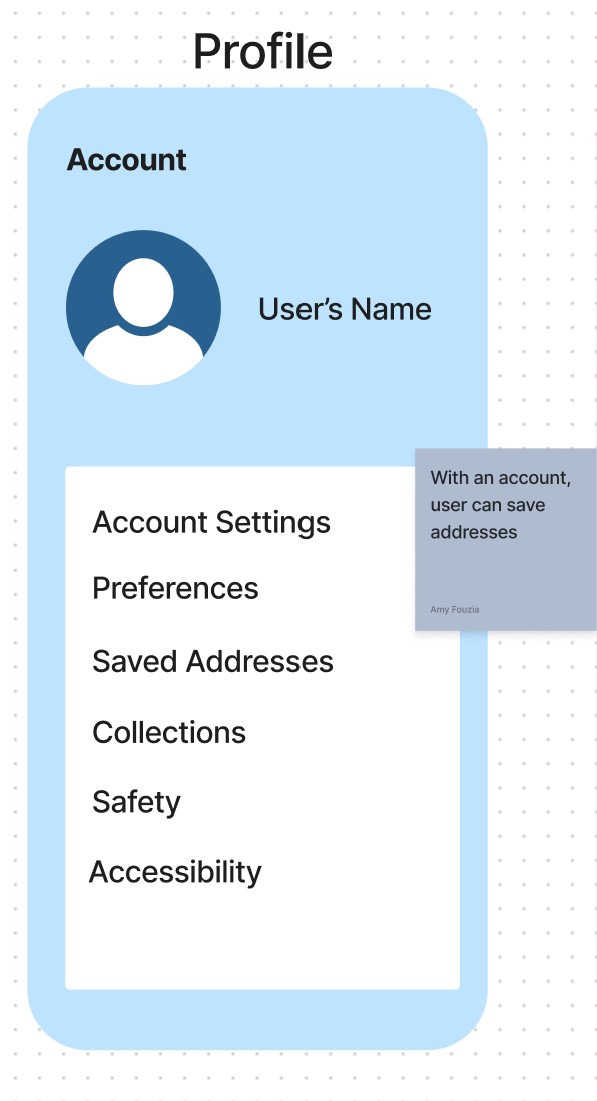 Profile
Account
User’s Name
With an account,
user can save
addresses
Amy Fouzia
Account Settings
Preferences
Saved Addresses
Collections
Safety
Accessibility